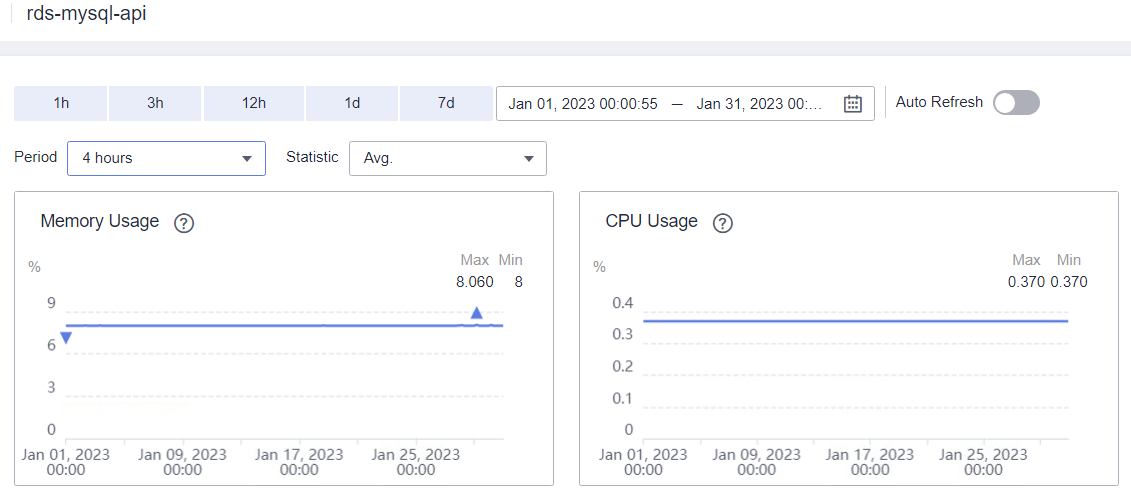 rds-mysql-api
1h 3h 12h 1d 7d Jan 01, 2023 00:00:55 — Jan 31, 2023 00:... Auto Refresh
Period 4 hours Statistic Avg.
Memory Usage ?
% Max Min
8.060 8
9
6
3
0
Jan 01, 2023 Jan 09, 2023 Jan 17, 2023 Jan 25, 2023
00:00 00:00 00:00 00:00
CPU Usage ?
% Max Min
0.370 0.370
0.4
0.3
0.2
0.1
0
Jan 01, 2023 Jan 09, 2023 Jan 17, 2023 Jan 25, 2023
00:00 00:00 00:00 00:00